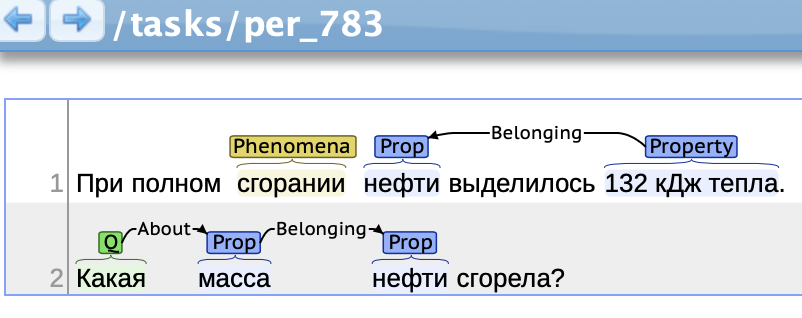 /tasks/per_783
Phenomena Prop Belonging Property
1 При полном сгорании нефти выделилось 132 кДж тепла.
Q About Prop Belonging Prop
2 Какая масса нефти сгорела?